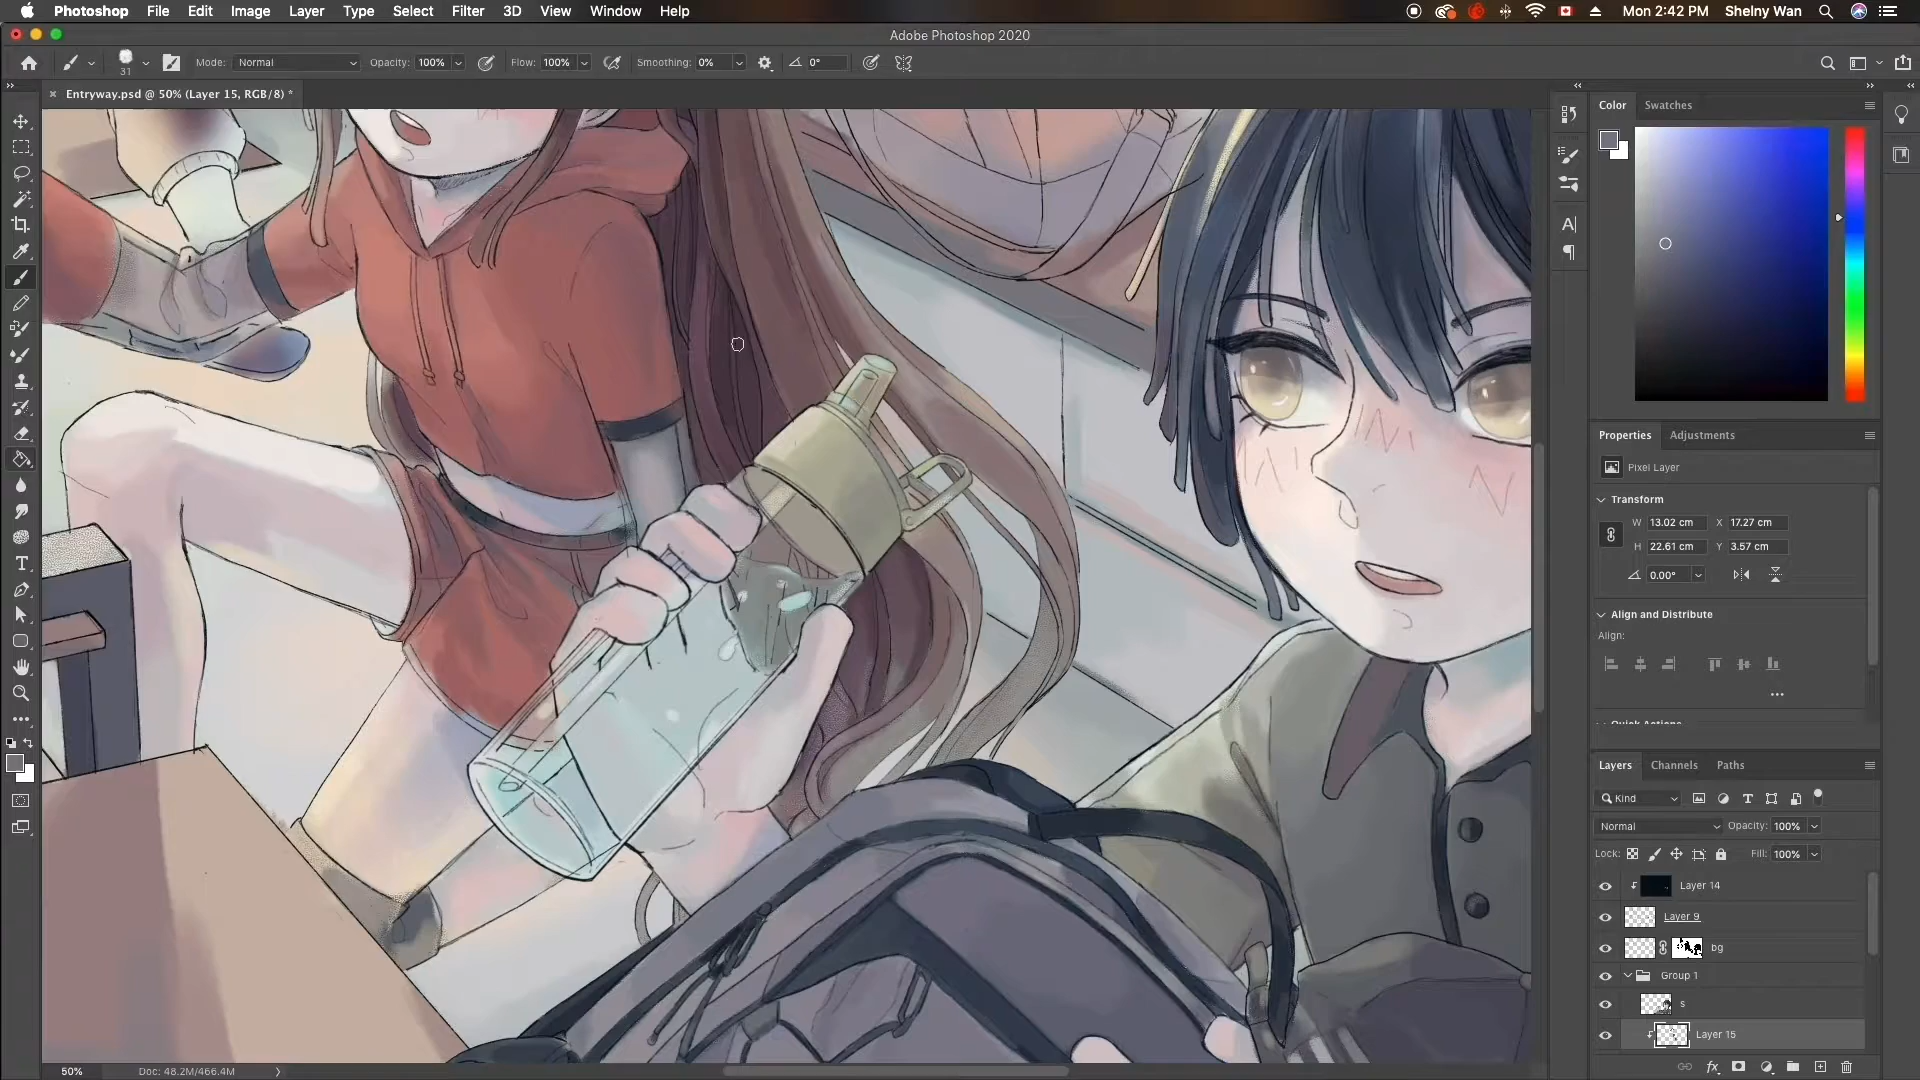 Photoshop File Edit Image Layer Type Select Filter 3D View Window Help Mon 2:42 PM Shelny Wan
Adobe Photoshop 2020
31 Mode: Normal Opacity: 100% Flow: 100% Smoothing: 0% 0°
Entryway.psd @ 50% (Layer 15, RGB/8) *
Color Swatches
Properties Adjustments
Pixel Layer
Transform
W 13.02 cm X 17.27 cm
H 22.61 cm Y 3.57 cm
0.00°
Align and Distribute
Align:
Quick Actions
Layers Channels Paths
Kind
Normal Opacity: 100%
Lock: Fill: 100%
Layer 14
Layer 9
bg
Group 1
s
Layer 15
50% Doc: 48.2M/466.4M